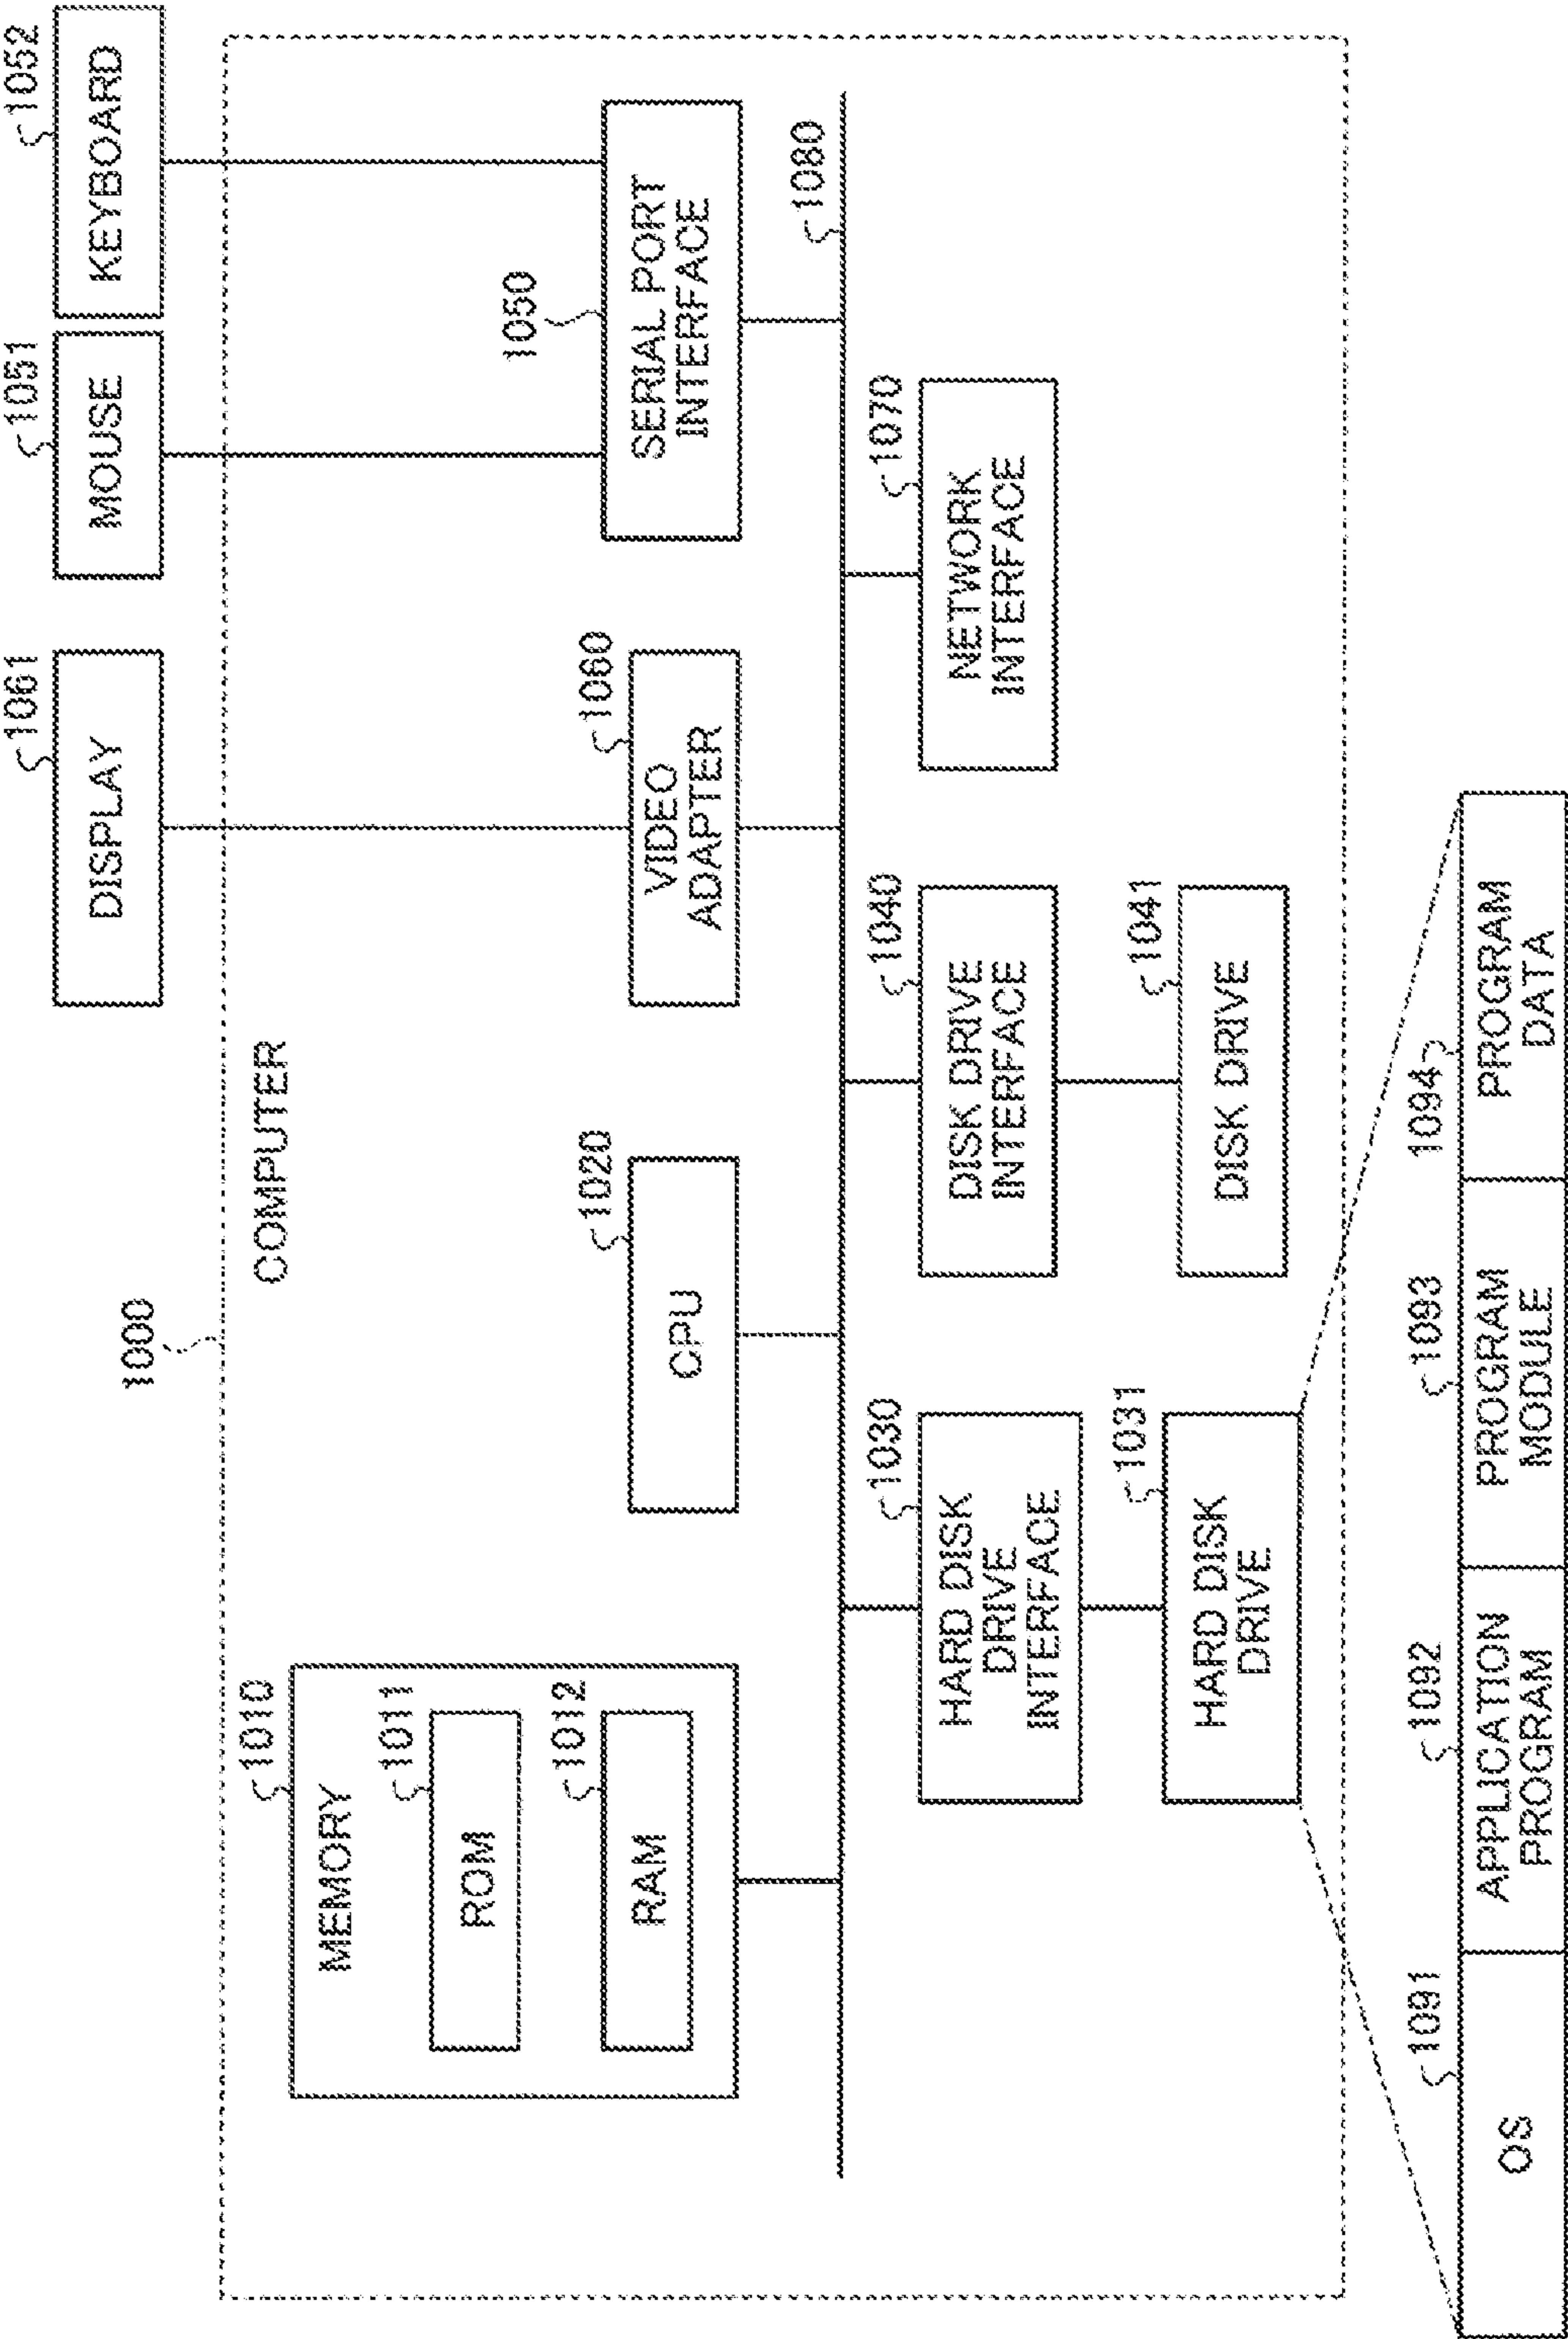 1000
COMPUTER
1061
DISPLAY
1051
MOUSE
1052
KEYBOARD
1010
MEMORY
1011
ROM
1012
RAM
1020
CPU
1060
VIDEO
ADAPTER
1050
SERIAL PORT
INTERFACE
1080
1030
HARD DISK
DRIVE
INTERFACE
1040
DISK DRIVE
INTERFACE
1070
NETWORK
INTERFACE
1031
HARD DISK
DRIVE
1041
DISK DRIVE
1091
OS
1092
APPLICATION
PROGRAM
1093
PROGRAM
MODULE
1094
PROGRAM
DATA